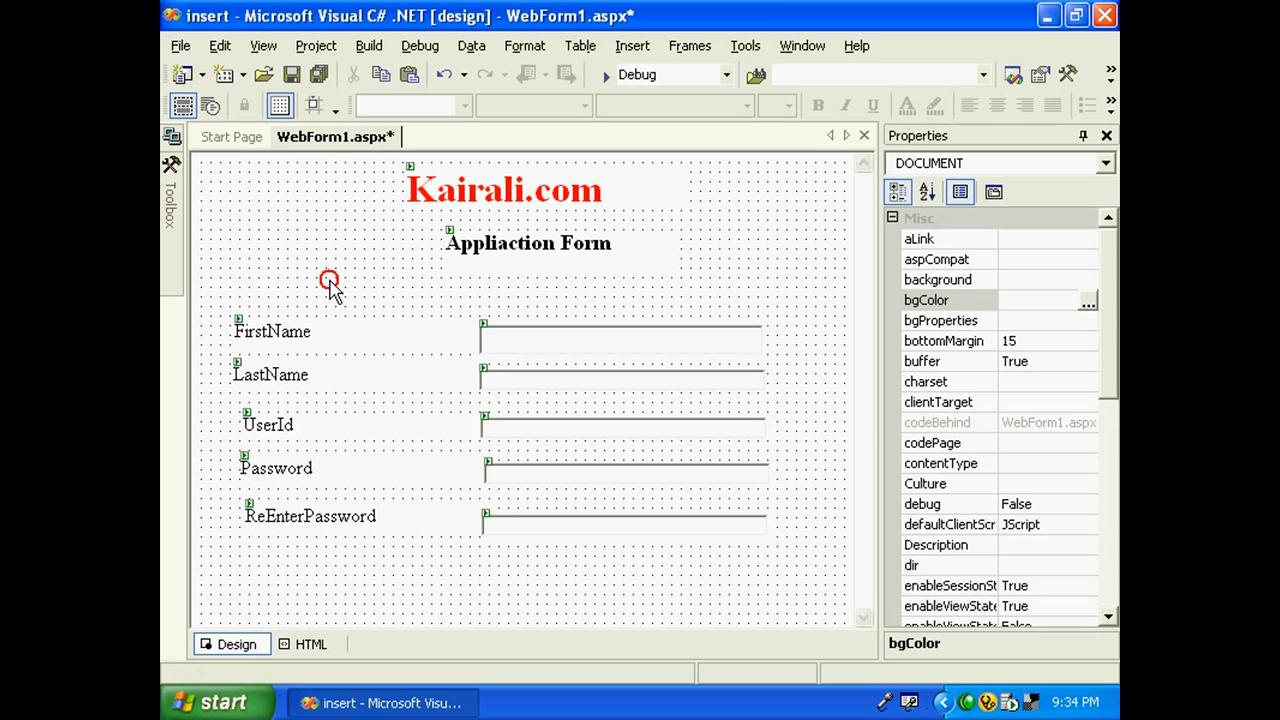 insert - Microsoft Visual C# .NET [design] - WebForm1.aspx*
File Edit View Project Build Debug Data Format Table Insert Frames Tools Window Help
Debug
B I U A
Start Page WebForm1.aspx*
Toolbox
Kairali.com
Appliaction Form
FirstName
LastName
UserId
Password
ReEnterPassword
Design HTML
Properties
DOCUMENT
Misc
aLink
aspCompat
background
bgColor ...
bgProperties
bottomMargin 15
buffer True
charset
clientTarget
codeBehind WebForm1.aspx
codePage
contentType
Culture
debug False
defaultClientScr JScript
Description
dir
enableSessionSt True
enableViewState True
bgColor
start insert - Microsoft Visu... 9:34 PM